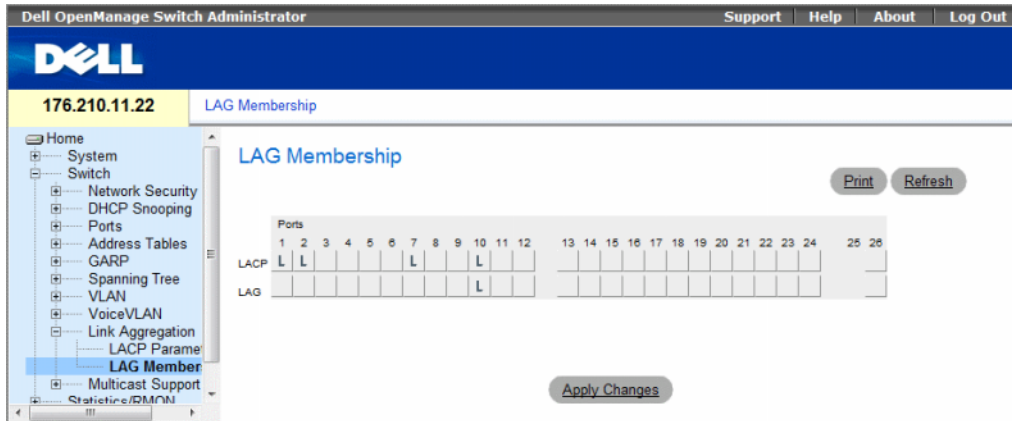 Dell OpenManage Switch Administrator
Support | Help | About | Log Out
DELL
176.210.11.22
LAG Membership
Home
System
Switch
Network Security
DHCP Snooping
Ports
Address Tables
GARP
Spanning Tree
VLAN
VoiceVLAN
Link Aggregation
LACP Parame
LAG Member
Multicast Support
Statistics/RMON
LAG Membership
Print Refresh
Ports
1 2 3 4 5 6 7 8 9 10 11 12 13 14 15 16 17 18 19 20 21 22 23 24 25 26
LACP L L L L
LAG L
Apply Changes